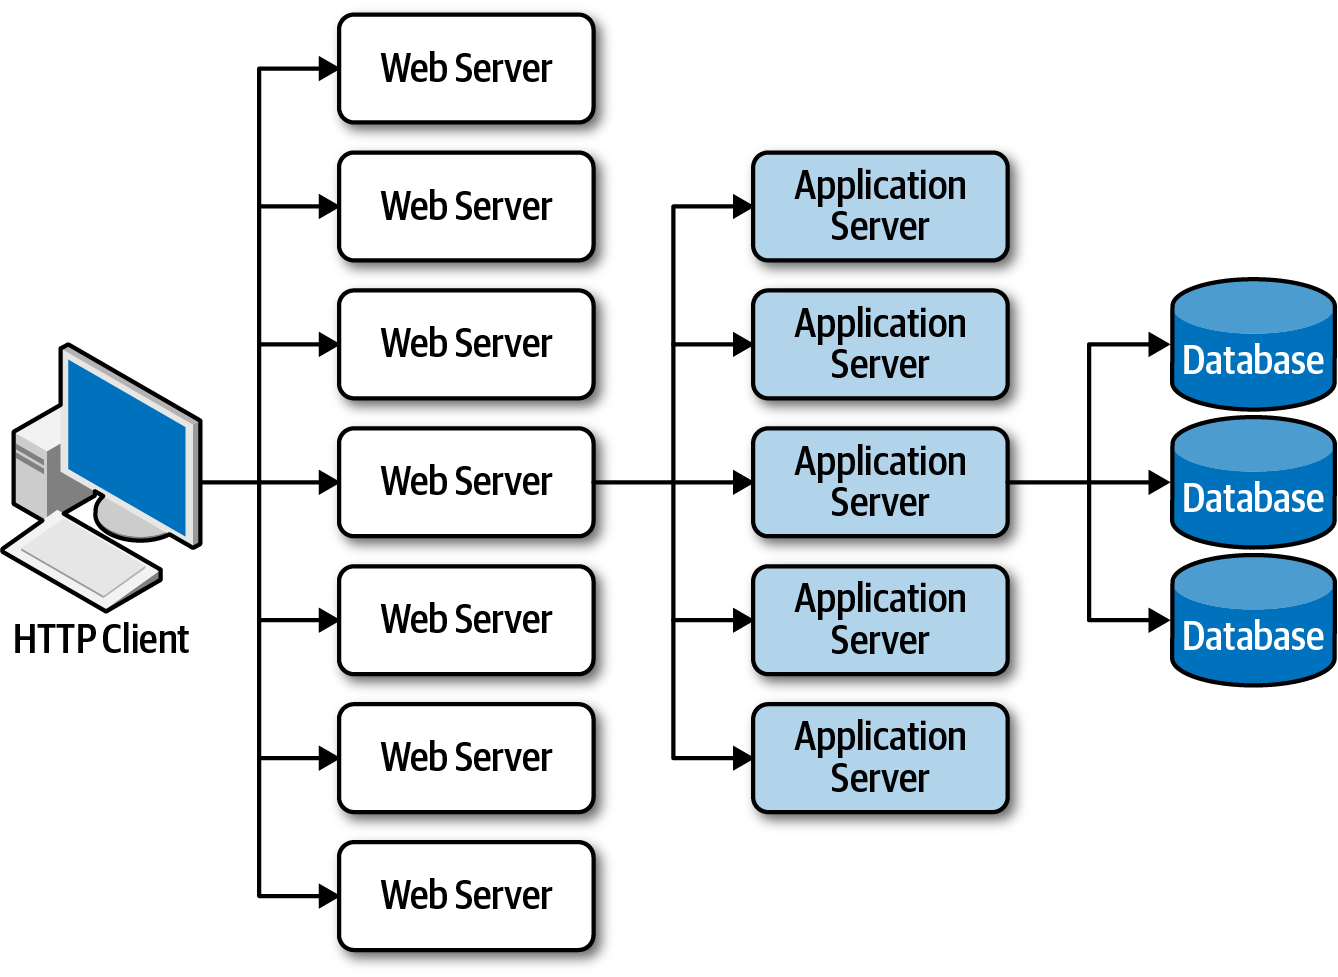 Web Server
Web Server
Web Server
Web Server
Web Server
Web Server
Web Server
Application
Server
Application
Server
Application
Server
Application
Server
Application
Server
Database
Database
Database
HTTP Client